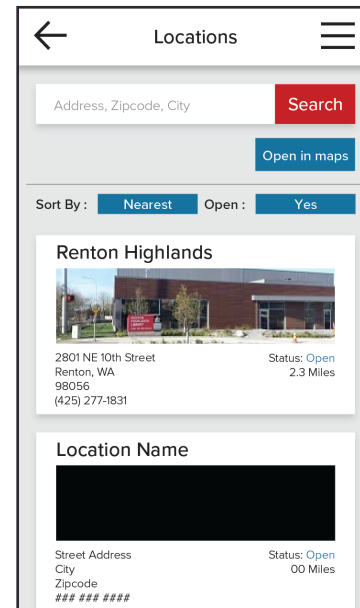 Locations
Address, Zipcode, City
Search
Open in maps
Sort By : Nearest Open : Yes
Renton Highlands
2801 NE 10th Street
Renton, WA
98056
(425) 277-1831
Status: Open
2.3 Miles
Location Name
Street Address
City
Zipcode
### ### ####
Status: Open
00 Miles